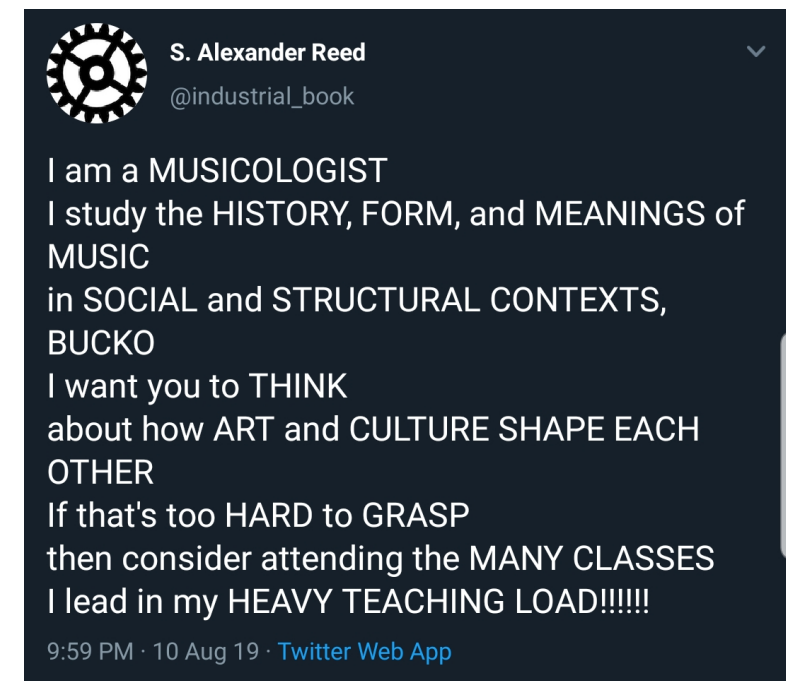 S. Alexander Reed
@industrial_book
I am a MUSICOLOGIST
I study the HISTORY, FORM, and MEANINGS of
MUSIC
in SOCIAL and STRUCTURAL CONTEXTS,
BUCKO
I want you to THINK
about how ART and CULTURE SHAPE EACH
OTHER
If that's too HARD to GRASP
then consider attending the MANY CLASSES
I lead in my HEAVY TEACHING LOAD!!!!!!
9:59 PM · 10 Aug 19 · Twitter Web App